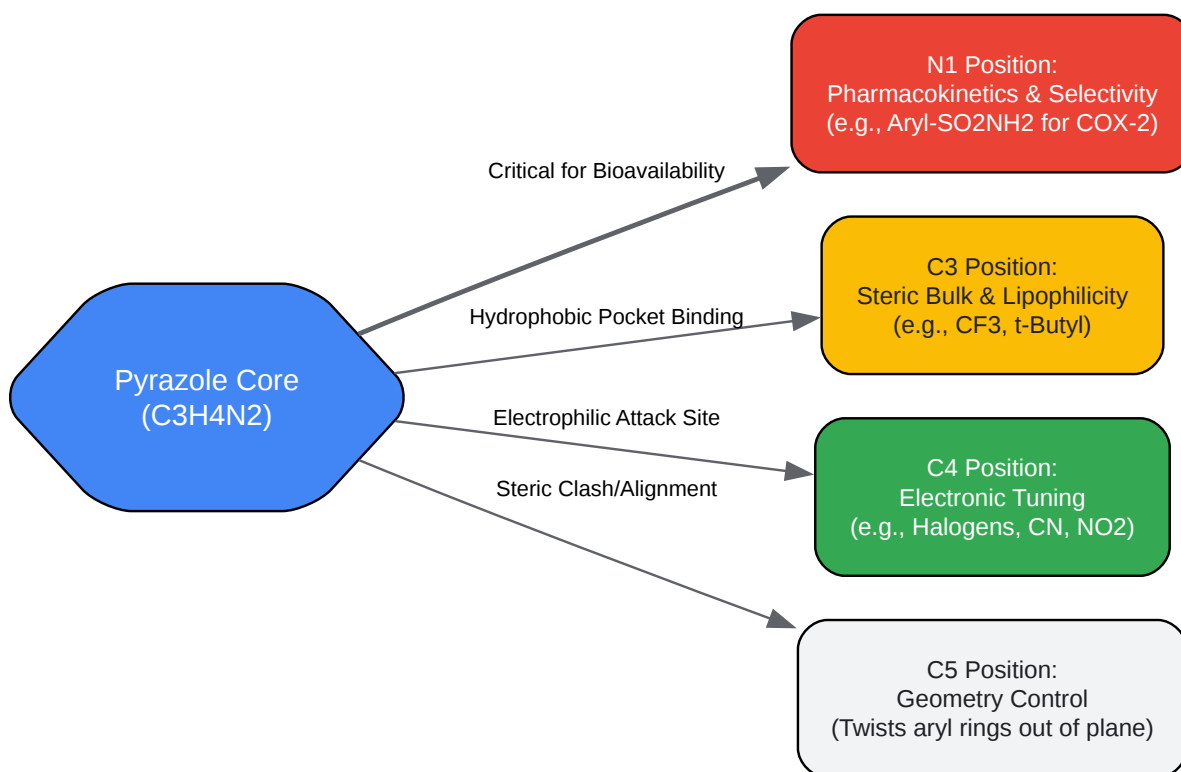 Pyrazole Core
(C3H4N2)
Critical for Bioavailability
N1 Position:
Pharmacokinetics & Selectivity
(e.g., Aryl-SO2NH2 for COX-2)
Hydrophobic Pocket Binding
C3 Position:
Steric Bulk & Lipophilicity
(e.g., CF3, t-Butyl)
Electrophilic Attack Site
C4 Position:
Electronic Tuning
(e.g., Halogens, CN, NO2)
Steric Clash/Alignment
C5 Position:
Geometry Control
(Twists aryl rings out of plane)